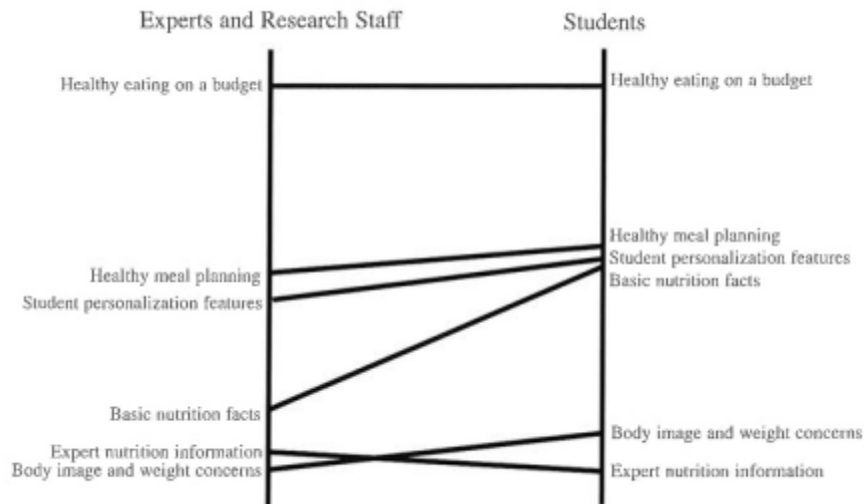 Experts and Research Staff
Students
Healthy eating on a budget
Healthy eating on a budget
Healthy meal planning
Student personalization features
Basic nutrition facts
Healthy meal planning
Student personalization features
Basic nutrition facts
Expert nutrition information
Body image and weight concerns
Body image and weight concerns
Expert nutrition information